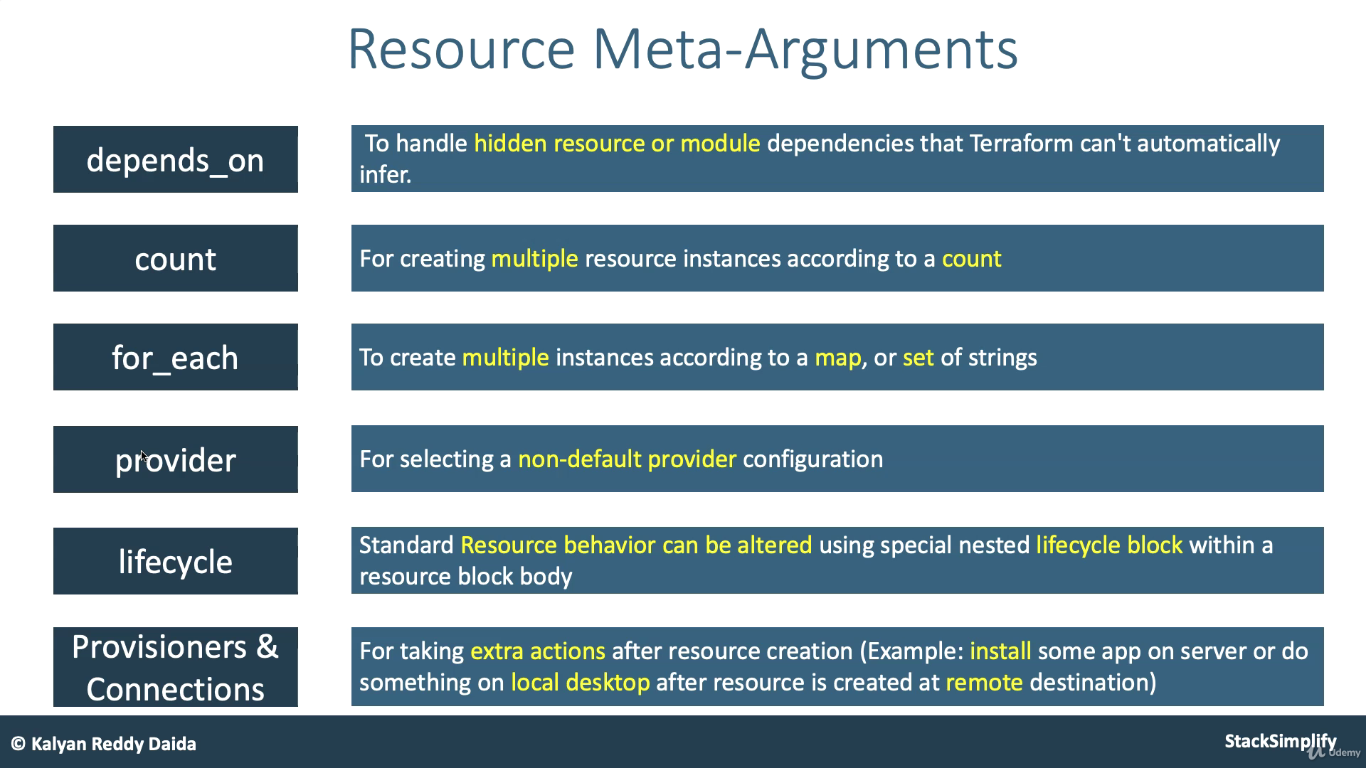 Resource Meta-Arguments
depends_on
To handle hidden resource or module dependencies that Terraform can't automatically
infer.
count
For creating multiple resource instances according to a count
for_each
To create multiple instances according to a map, or set of strings
provider
For selecting a non-default provider configuration
lifecycle
Standard Resource behavior can be altered using special nested lifecycle block within a
resource block body
Provisioners &
Connections
For taking extra actions after resource creation (Example: install some app on server or do
something on local desktop after resource is created at remote destination)
© Kalyan Reddy Daida
StackSimplify
Udemy